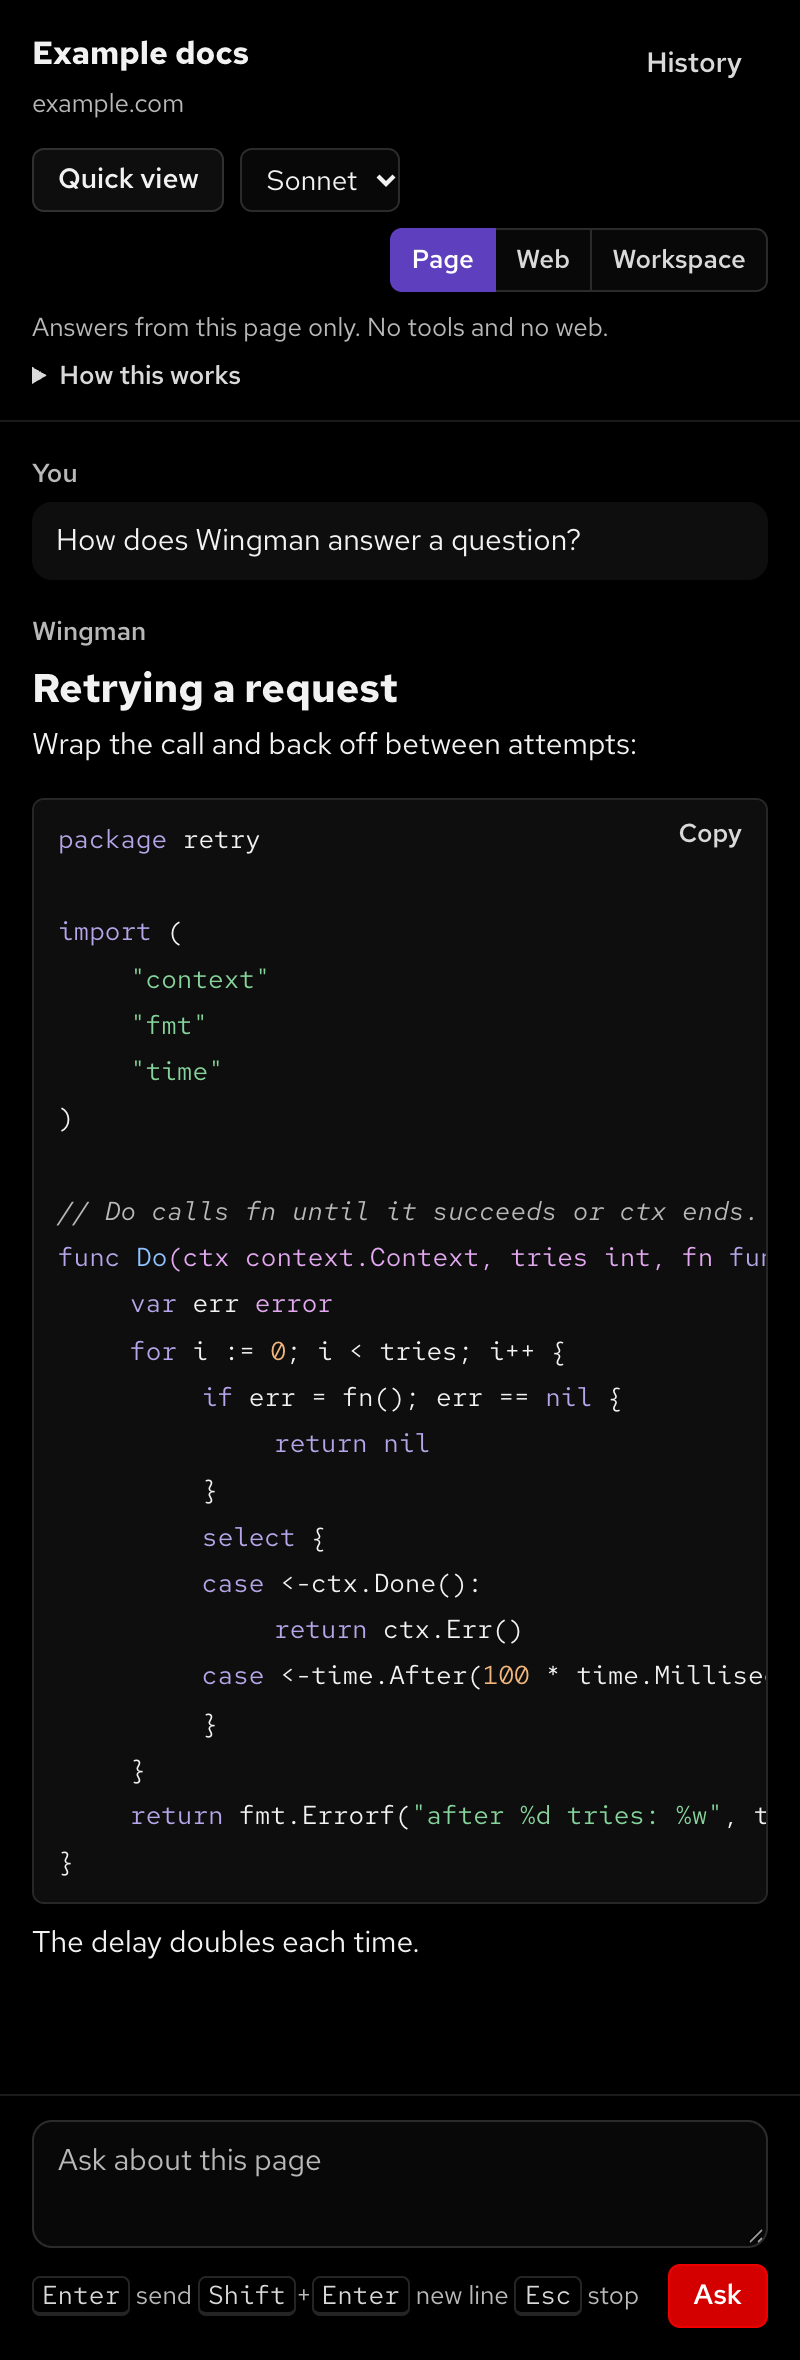 Example docs
History
example.com
Quick view
Sonnet
Page
Web
Workspace
Answers from this page only. No tools and no web.
How this works
You
How does Wingman answer a question?
Wingman
Retrying a request
Wrap the call and back off between attempts:
Copy
package retry
import (
"context"
"fmt"
"time"
)
// Do calls fn until it succeeds or ctx ends.
func Do(ctx context.Context, tries int, fn fun
var err error
for i := 0; i < tries; i++ {
if err = fn(); err == nil {
return nil
}
select {
case <-ctx.Done():
return ctx.Err()
case <-time.After(100 * time.Millise
}
}
return fmt.Errorf("after %d tries: %w", t
}
The delay doubles each time.
Ask about this page
Enter send Shift+Enter new line Esc stop
Ask